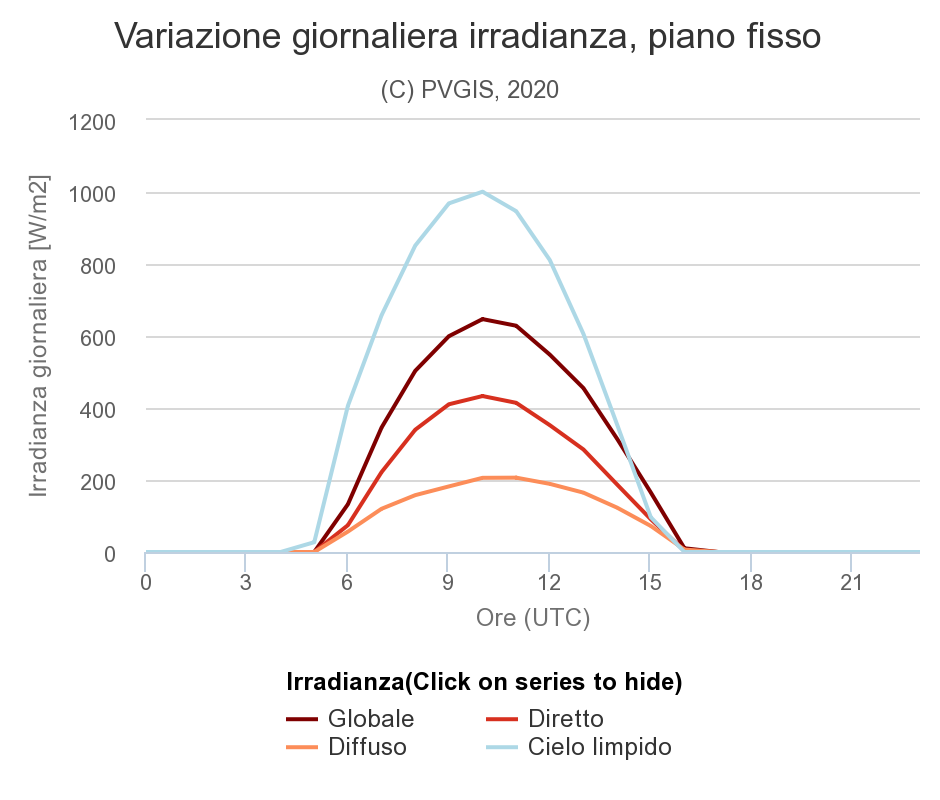 Variazione giornaliera irradianza, piano fisso
(C) PVGIS, 2020
Irradianza giornaliera [W/m2]
1200
1000
800
600
400
200
0
0 3 6 9 12 15 18 21
Ore (UTC)
Irradianza(Click on series to hide)
Globale Diretto
Diffuso Cielo limpido